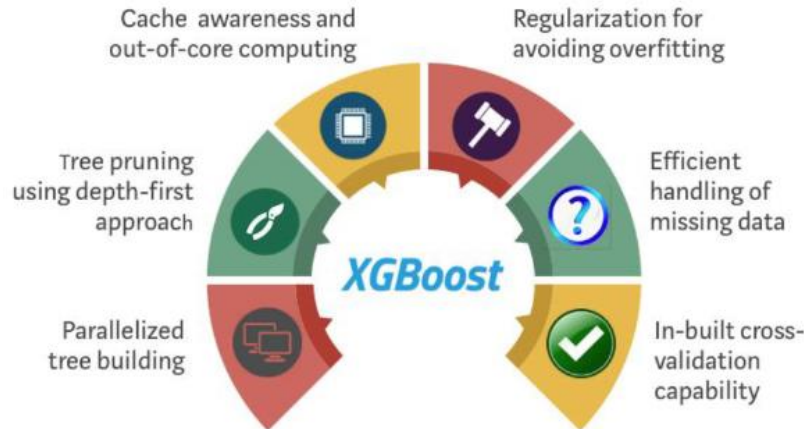 Cache awareness and
out-of-core computing
Regularization for
avoiding overfitting
Tree pruning
using depth-first
approach
Efficient
handling of
missing data
XGBoost
Parallelized
tree building
In-built cross-
validation
capability
?